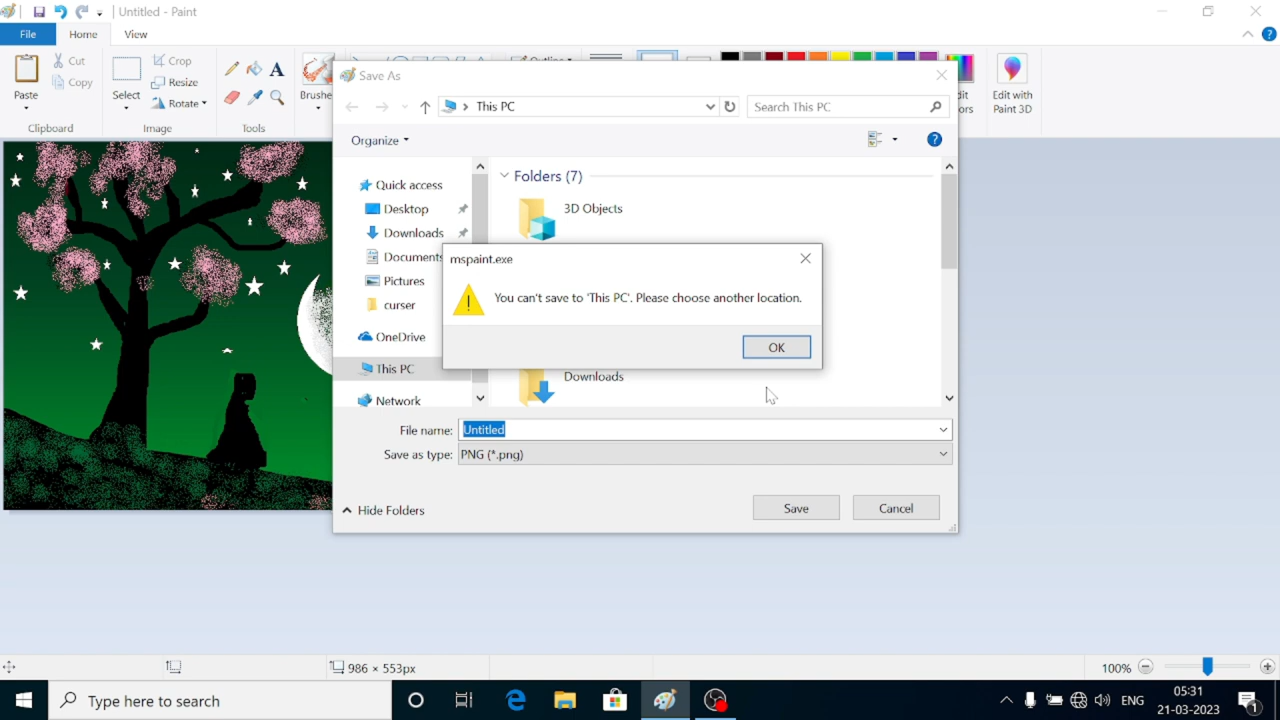 Untitled - Paint
File
Home
View
Paste
Cut
Copy
Clipboard
Select
Crop
Resize
Rotate
Image
Tools
Outline
Edit with
Paint 3D
Save As
This PC
Search This PC
Organize
Quick access
Desktop
Downloads
Documents
Pictures
curser
OneDrive
This PC
Network
Folders (7)
3D Objects
Downloads
mspaint.exe
You can't save to 'This PC'. Please choose another location.
OK
File name:
Untitled
Save as type:
PNG (*.png)
Hide Folders
Save
Cancel
986 × 553px
100%
Type here to search
ENG
05:31
21-03-2023
1